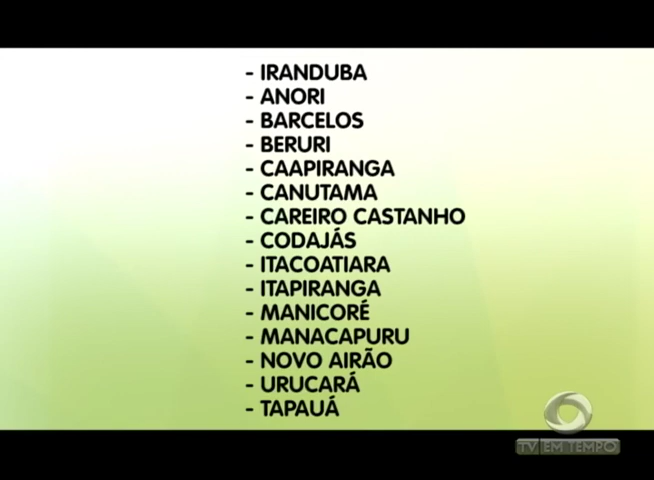 - IRANDUBA
- ANORI
- BARCELOS
- BERURI
- CAAPIRANGA
- CANUTAMA
- CAREIRO CASTANHO
- CODAJÁS
- ITACOATIARA
- ITAPIRANGA
- MANICORÉ
- MANACAPURU
- NOVO AIRÃO
- URUCARÁ
- TAPAUÁ
TV EM TEMPO